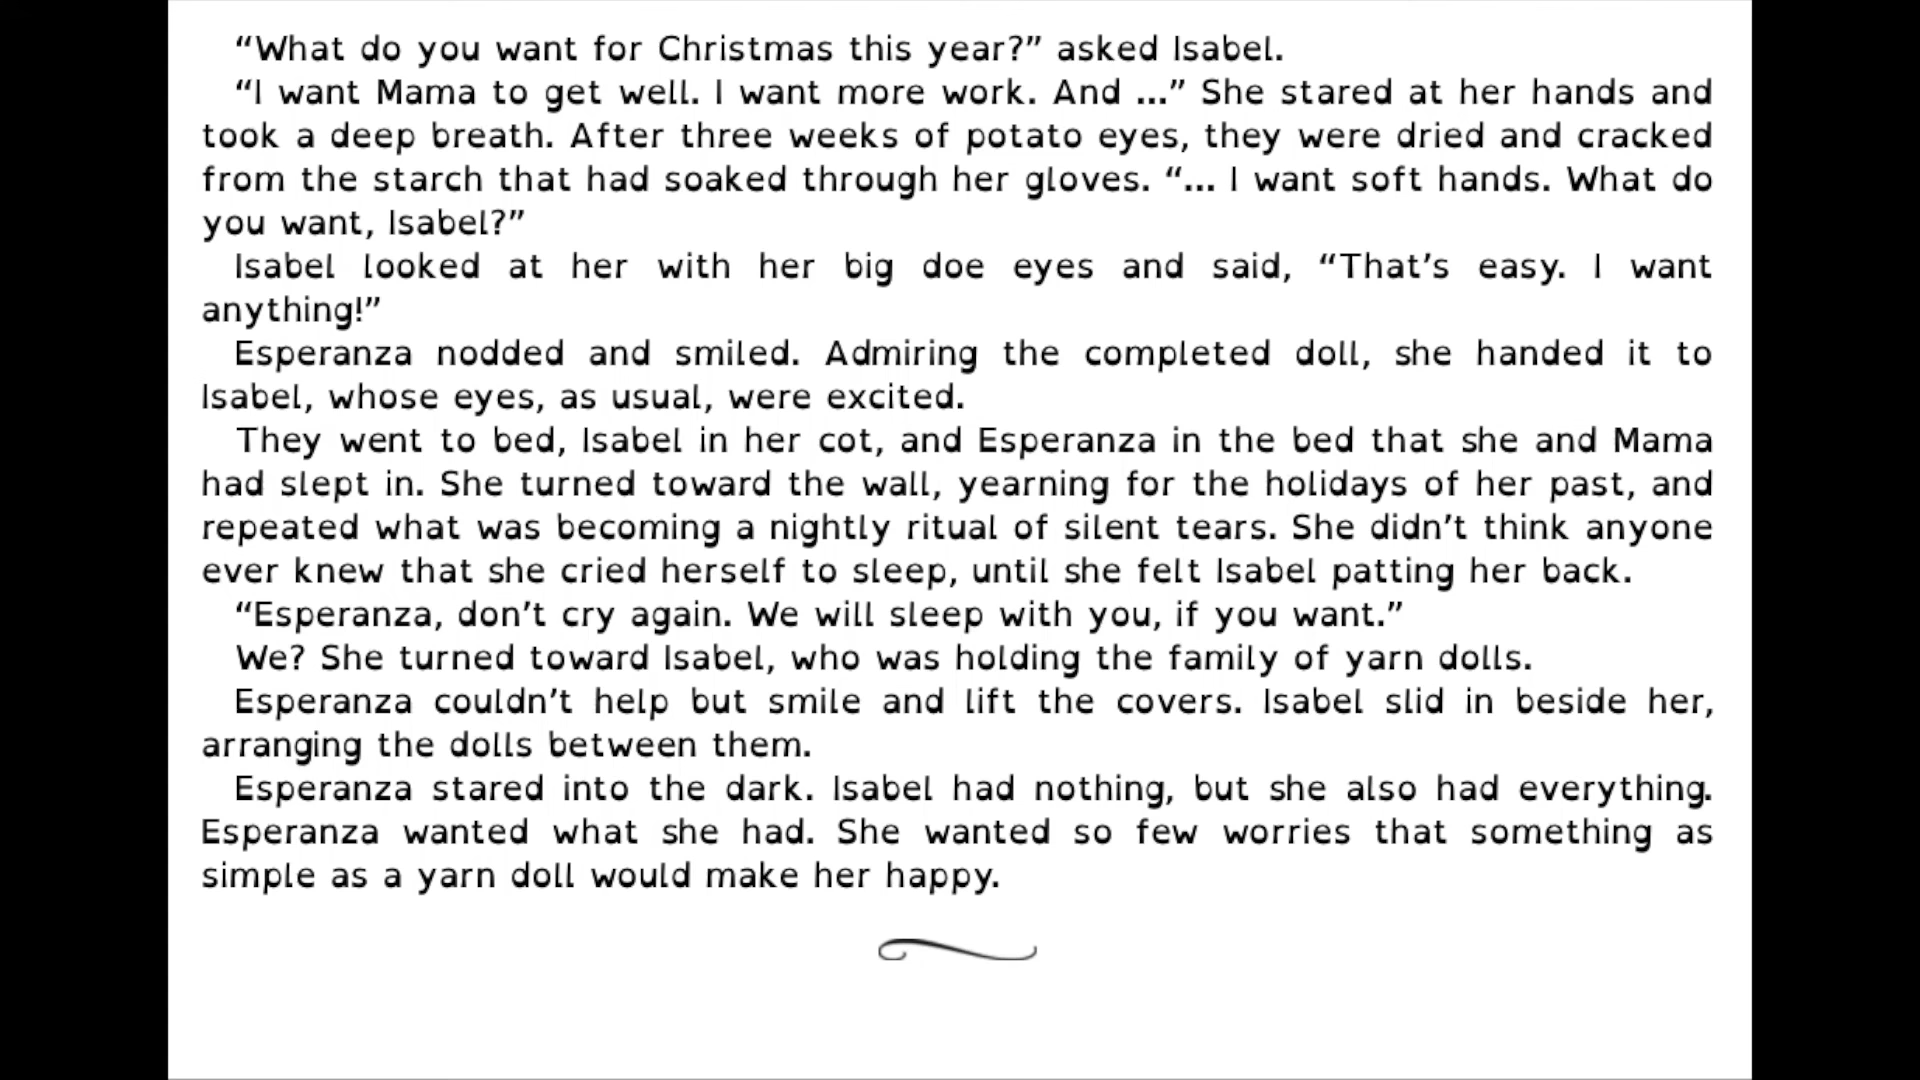 “What do you want for Christmas this year?” asked Isabel.
“I want Mama to get well. I want more work. And ...” She stared at her hands and
took a deep breath. After three weeks of potato eyes, they were dried and cracked
from the starch that had soaked through her gloves. “... I want soft hands. What do
you want, Isabel?”
Isabel looked at her with her big doe eyes and said, “That’s easy. I want
anything!”
Esperanza nodded and smiled. Admiring the completed doll, she handed it to
Isabel, whose eyes, as usual, were excited.
They went to bed, Isabel in her cot, and Esperanza in the bed that she and Mama
had slept in. She turned toward the wall, yearning for the holidays of her past, and
repeated what was becoming a nightly ritual of silent tears. She didn’t think anyone
ever knew that she cried herself to sleep, until she felt Isabel patting her back.
“Esperanza, don’t cry again. We will sleep with you, if you want.”
We? She turned toward Isabel, who was holding the family of yarn dolls.
Esperanza couldn’t help but smile and lift the covers. Isabel slid in beside her,
arranging the dolls between them.
Esperanza stared into the dark. Isabel had nothing, but she also had everything.
Esperanza wanted what she had. She wanted so few worries that something as
simple as a yarn doll would make her happy.